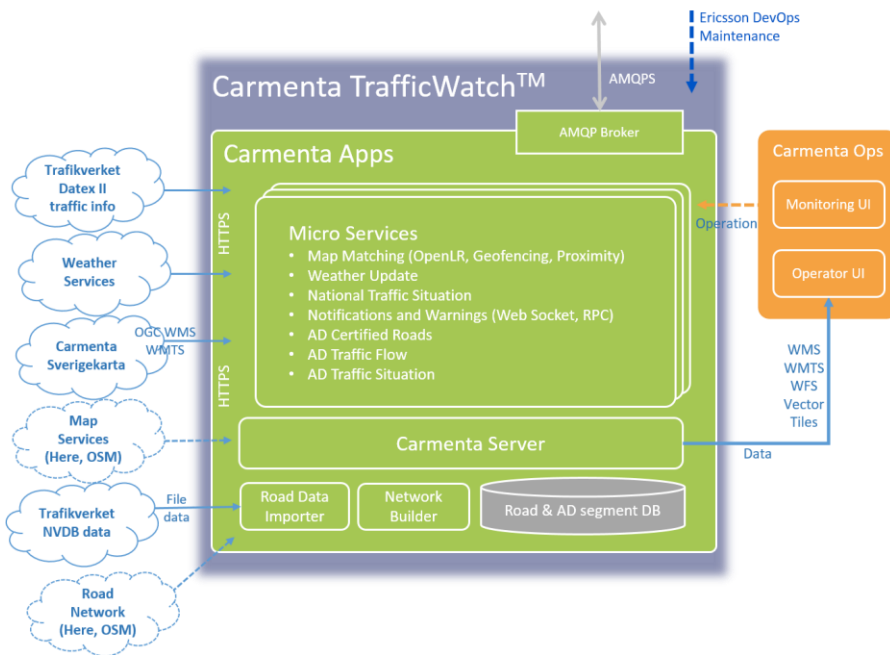 Ericsson DevOps
Maintenance
AMQPS
Carmenta TrafficWatch™
AMQP Broker
Carmenta Apps
Carmenta Ops
Monitoring UI
Operator UI
Operation
Trafikverket
Datex II
traffic info
HTTPS
Weather
Services
OGC WMS
WMTS
Carmenta
Sverigekarta
HTTPS
Map
Services
(Here, OSM)
File
data
Trafikverket
NVDB data
Road
Network
(Here, OSM)
Micro Services
• Map Matching (OpenLR, Geofencing, Proximity)
• Weather Update
• National Traffic Situation
• Notifications and Warnings (Web Socket, RPC)
• AD Certified Roads
• AD Traffic Flow
• AD Traffic Situation
Carmenta Server
Road Data
Importer
Network
Builder
Road & AD segment DB
WMS
WMTS
WFS
Vector
Tiles
Data